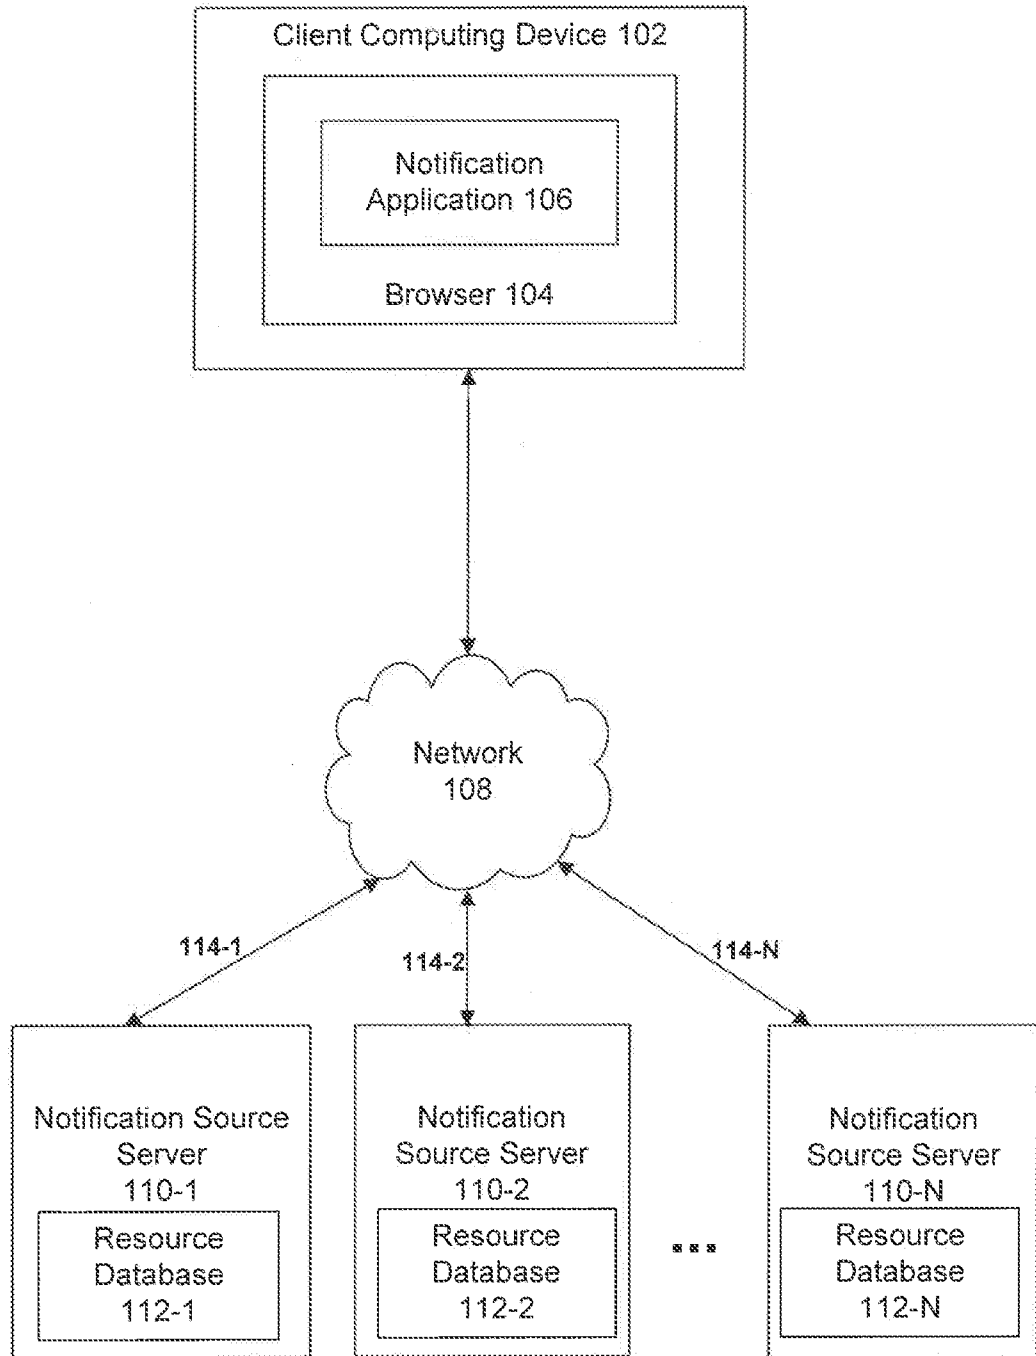 Client Computing Device 102
Notification
Application 106
Browser 104
Network
108
114-1
114-2
114-N
Notification Source
Server
110-1
Resource
Database
112-1
Notification
Source Server
110-2
Resource
Database
112-2
...
Notification
Source Server
110-N
Resource
Database
112-N